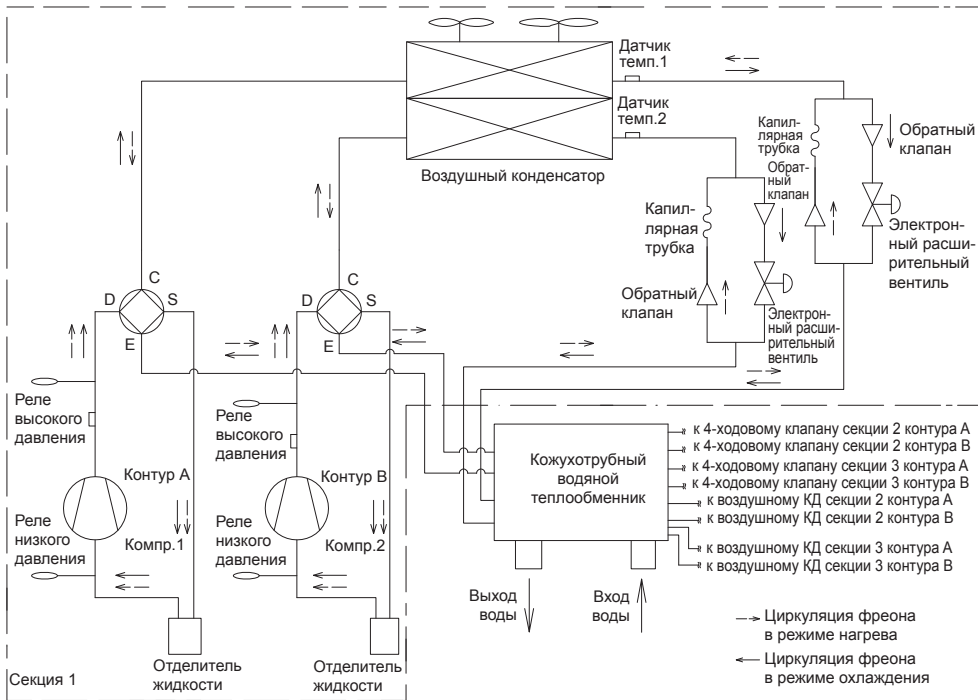 Датчик
темп.1
Датчик
темп.2
Воздушный конденсатор
Капил-
лярная
трубка
Обрат-
ный
клапан
Обратный
клапан
Электрон-
ный расши-
рительный
вентиль
Капил-
лярная
трубка
Обратный
клапан
Электрон-
ный расши-
рительный
вентиль
C
D
S
E
C
D
S
E
Реле
высокого
давления
Реле
высокого
давления
Контур A
Контур B
Реле
низкого
давления
Реле
низкого
давления
Компр.1
Компр.2
Отделитель
жидкости
Отделитель
жидкости
Секция 1
Кожухотрубный
водяной
теплообменник
к 4-ходовому клапану секции 2 контура A
к 4-ходовому клапану секции 2 контура B
к 4-ходовому клапану секции 3 контура A
к 4-ходовому клапану секции 3 контура B
к воздушному КД секции 2 контура A
к воздушному КД секции 2 контура B
к воздушному КД секции 3 контура A
к воздушному КД секции 3 контура B
Выход
воды
Вход
воды
Циркуляция фреона
в режиме нагрева
Циркуляция фреона
в режиме охлаждения